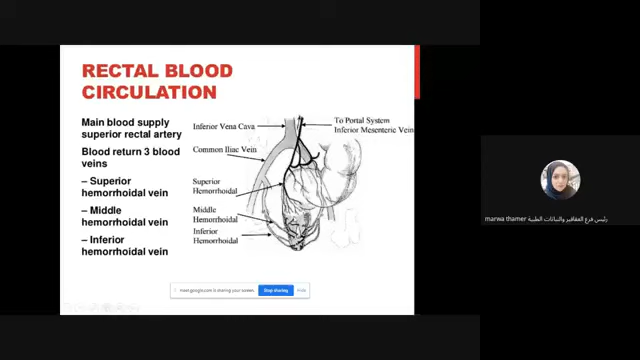 RECTAL BLOOD
CIRCULATION
Main blood supply
superior rectal artery
Blood return 3 blood
veins
– Superior
hemorrhoidal vein
– Middle
hemorrhoidal vein
– Inferior
hemorrhoidal vein
Inferior Vena Cava
To Portal System
Inferior Mesenteric Vein
Common Iliac Vein
Superior
Hemorrhoidal
Middle
Hemorrhoidal
Inferior
Hemorrhoidal
meet.google.com is sharing your screen.
Stop sharing
Hide
marwa thamer رئيس فرع العقاقير والنباتات الطبية